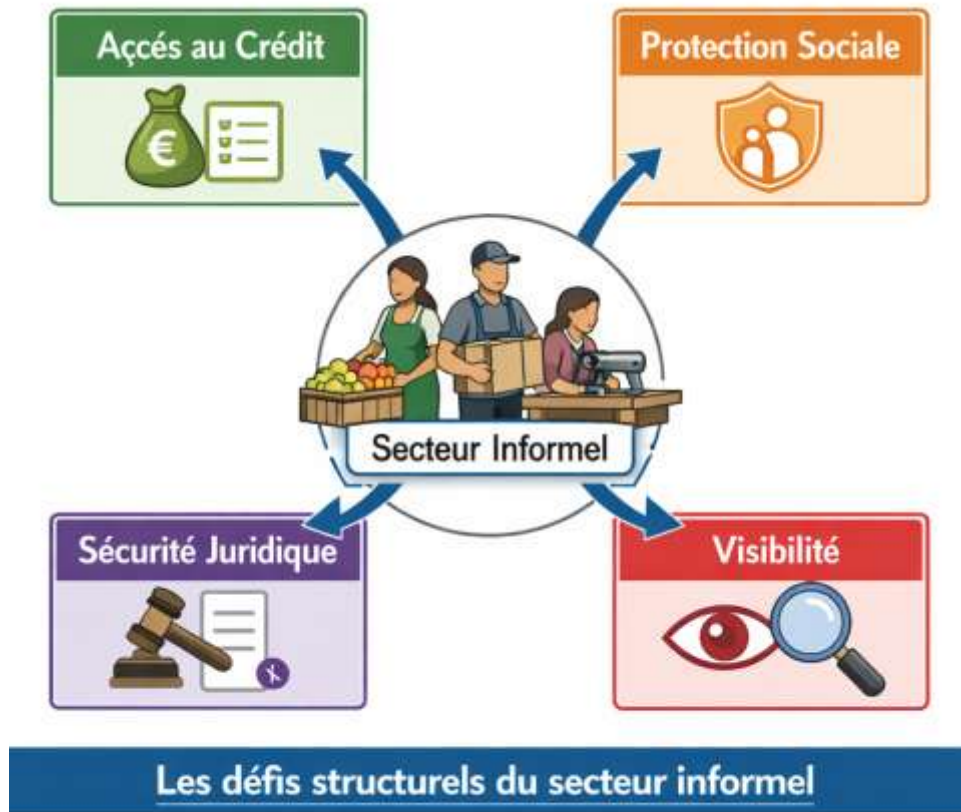 Açcés au Crédit
Protection Sociale
€
Secteur Informel
Sécurité Juridique
Visibilité
Les défis structurels du secteur informel